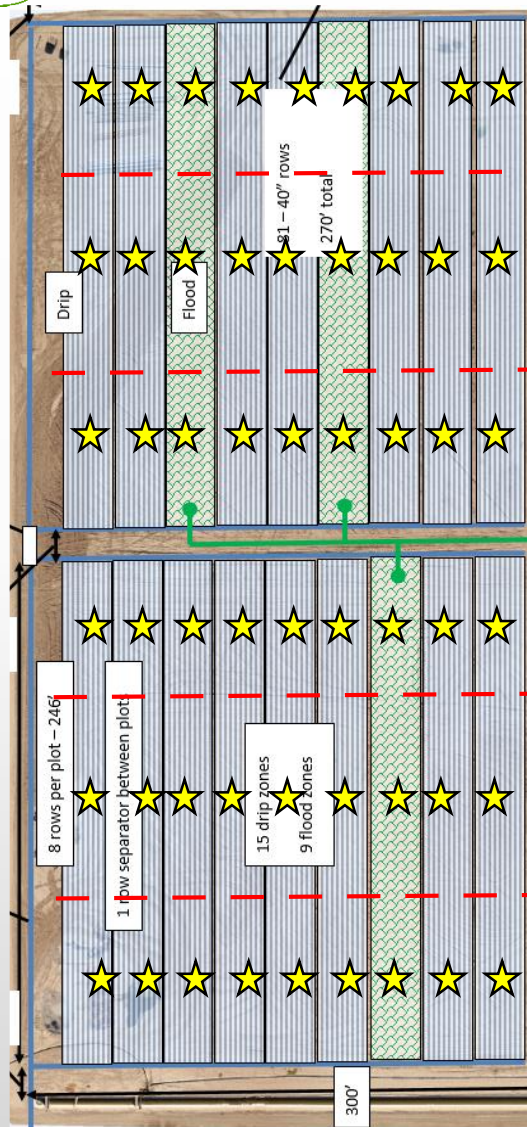 81 – 40” rows
270’ total
Drip
Flood
8 rows per plot – 246’
1 row separator between plots
15 drip zones
9 flood zones
300’